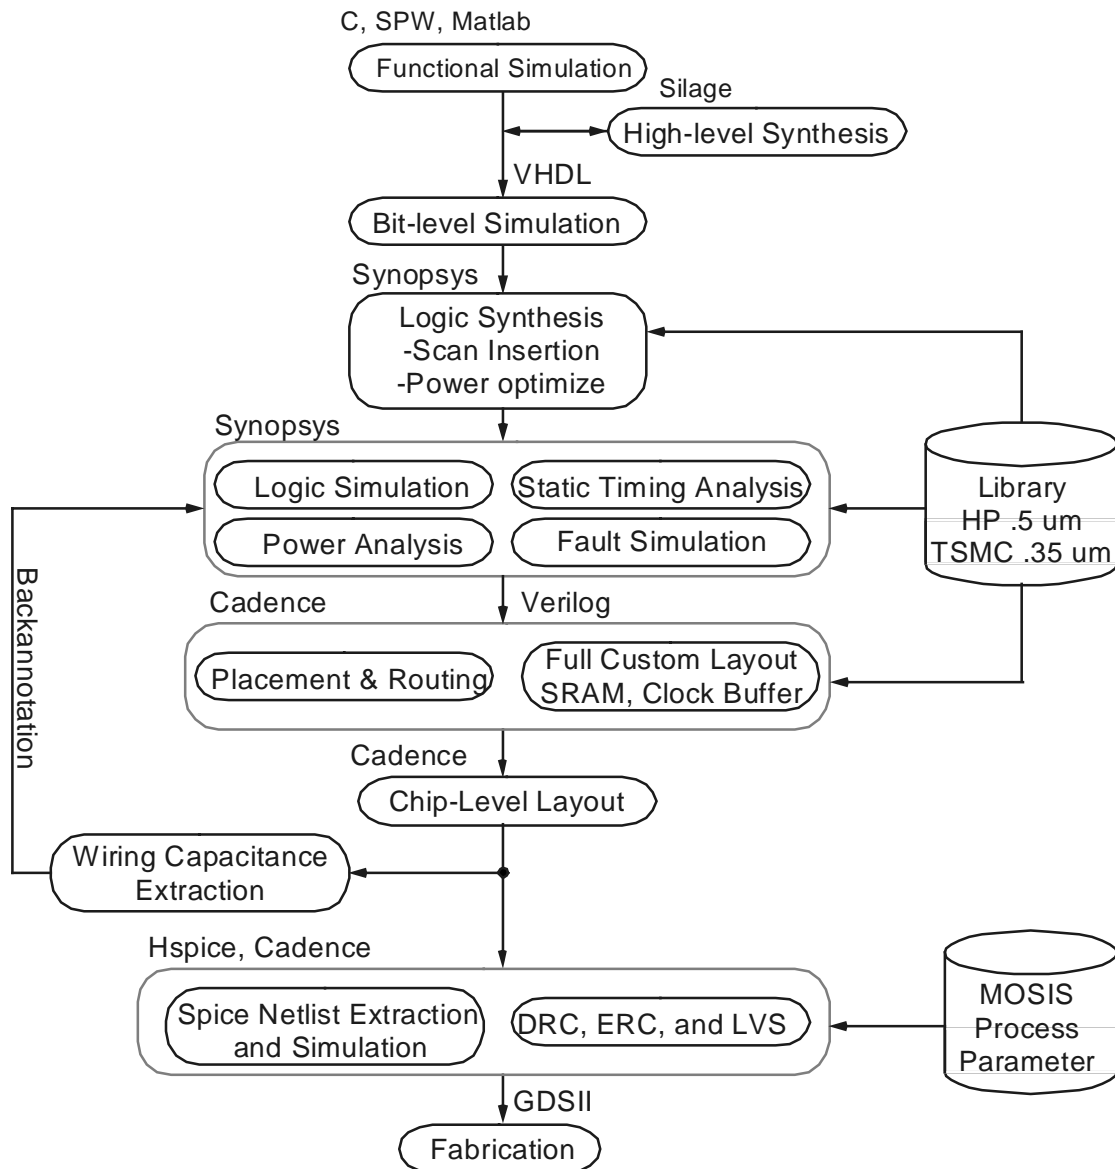 C, SPW, Matlab
Functional Simulation
Silage
High-level Synthesis
VHDL
Bit-level Simulation
Synopsys
Logic Synthesis
-Scan Insertion
-Power optimize
Synopsys
Logic Simulation
Static Timing Analysis
Power Analysis
Fault Simulation
Library
HP .5 um
TSMC .35 um
Backannotation
Cadence
Verilog
Placement & Routing
Full Custom Layout
SRAM, Clock Buffer
Cadence
Chip-Level Layout
Wiring Capacitance
Extraction
Hspice, Cadence
Spice Netlist Extraction
and Simulation
DRC, ERC, and LVS
MOSIS
Process
Parameter
GDSII
Fabrication